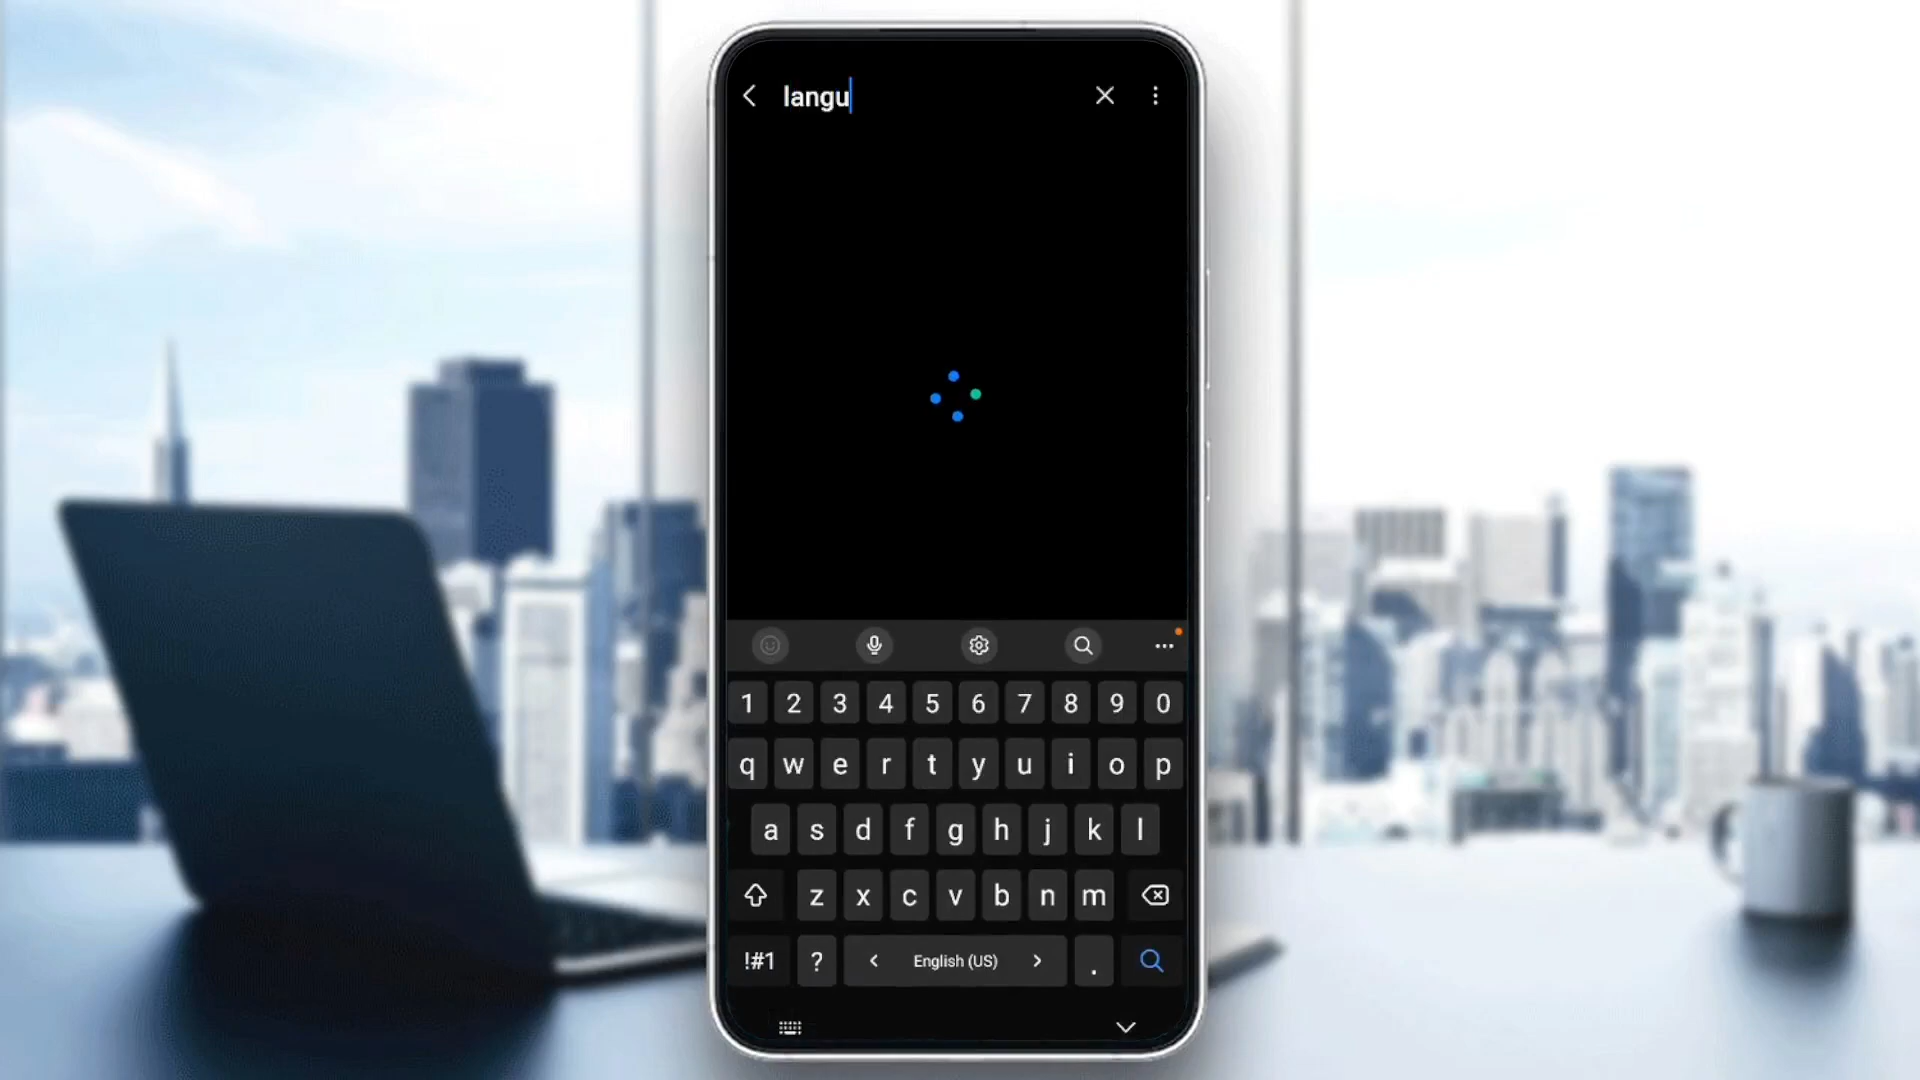 langu
1 2 3 4 5 6 7 8 9 0
q w e r t y u i o p
a s d f g h j k l
z x c v b n m
!#1 ? < English (US) > .